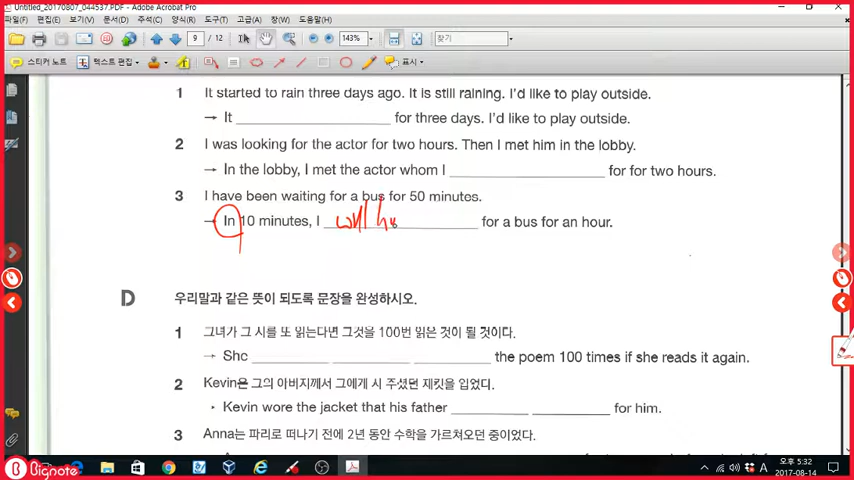 Untitled_20170807_044537.PDF - Adobe Acrobat Pro
파일(F) 편집(E) 보기(V) 문서(D) 주석(C) 양식(R) 도구(T) 고급(A) 창(W) 도움말(H)
9 / 12 143% 찾기
스티커 노트 텍스트 편집 표시
1 It started to rain three days ago. It is still raining. I'd like to play outside.
→ It for three days. I'd like to play outside.
2 I was looking for the actor for two hours. Then I met him in the lobby.
→ In the lobby, I met the actor whom I for for two hours.
3 I have been waiting for a bus for 50 minutes.
→ In 10 minutes, I will ha for a bus for an hour.
D 우리말과 같은 뜻이 되도록 문장을 완성하시오.
1 그녀가 그 시를 또 읽는다면 그것을 100번 읽은 것이 될 것이다.
→ She the poem 100 times if she reads it again.
2 Kevin은 그의 아버지께서 그에게 사 주셨던 재킷을 입었다.
Kevin wore the jacket that his father for him.
3 Anna는 파리로 떠나기 전에 2년 동안 수학을 가르쳐오던 중이었다.
Bignote
A 오후 5:32
2017-08-14